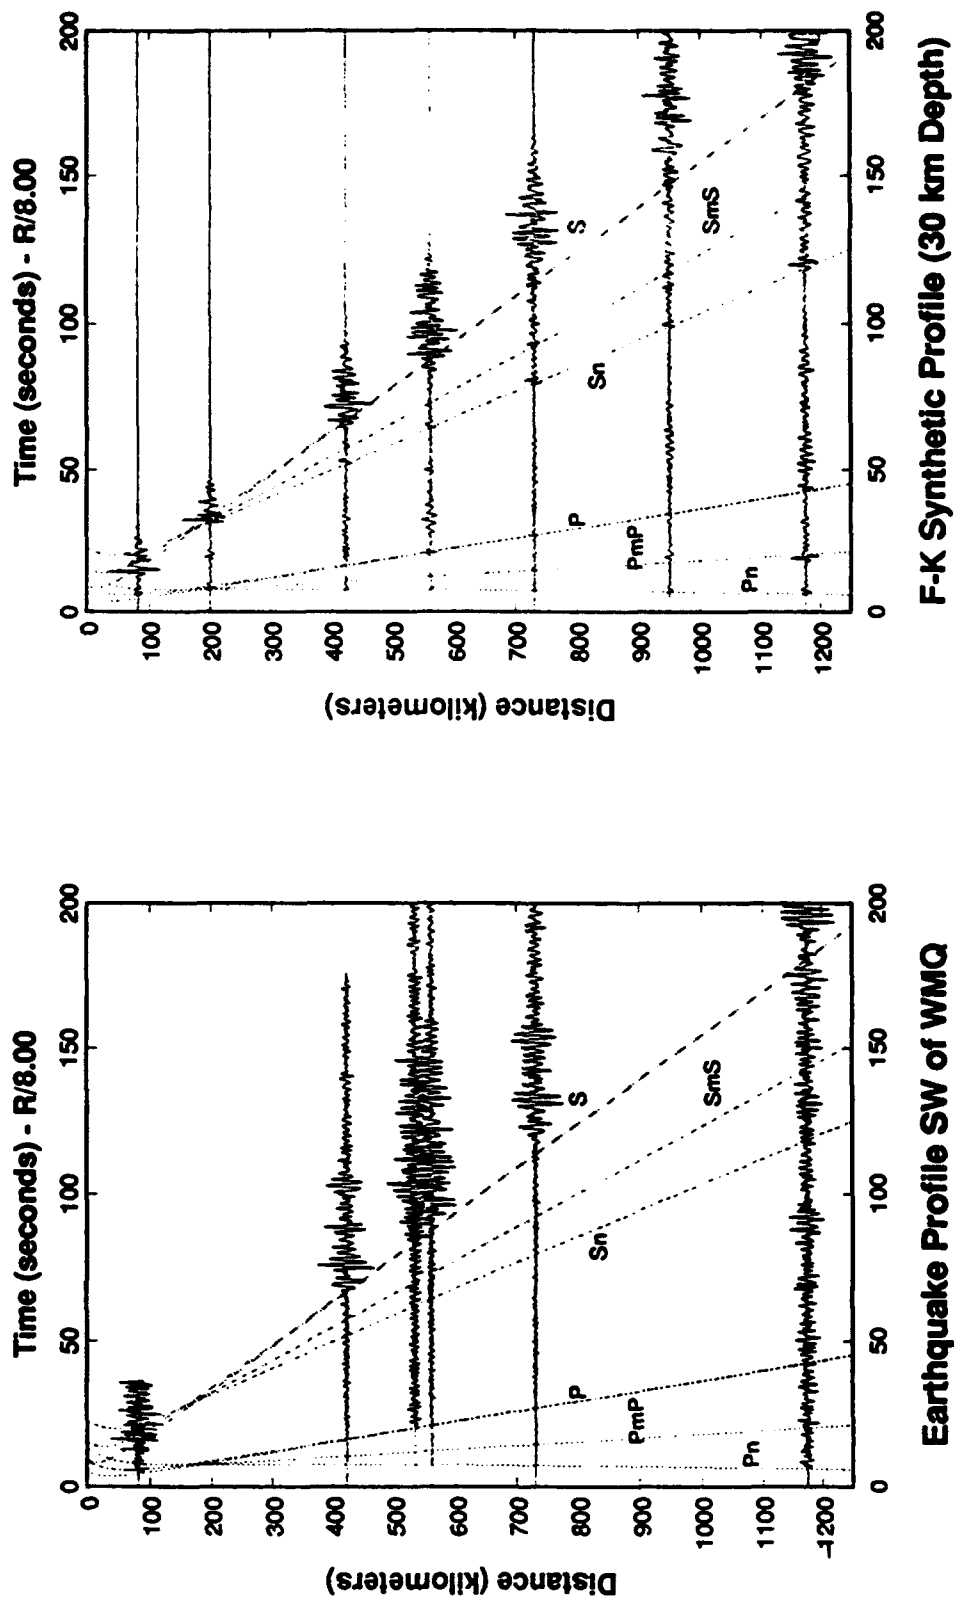 Time (seconds) - R/8.00
0 50 100 150 200
Distance (kilometers)
0
100
200
300
400
500
600
700
800
900
1000
1100
1200
Pn
PmP
P
Sn
SmS
S
0 50 100 150 200
Earthquake Profile SW of WMQ
Time (seconds) - R/8.00
0 50 100 150 200
Distance (kilometers)
0
100
200
300
400
500
600
700
800
900
1000
1100
1200
Pn
PmP
P
Sn
SmS
S
0 50 100 150 200
F-K Synthetic Profile (30 km Depth)